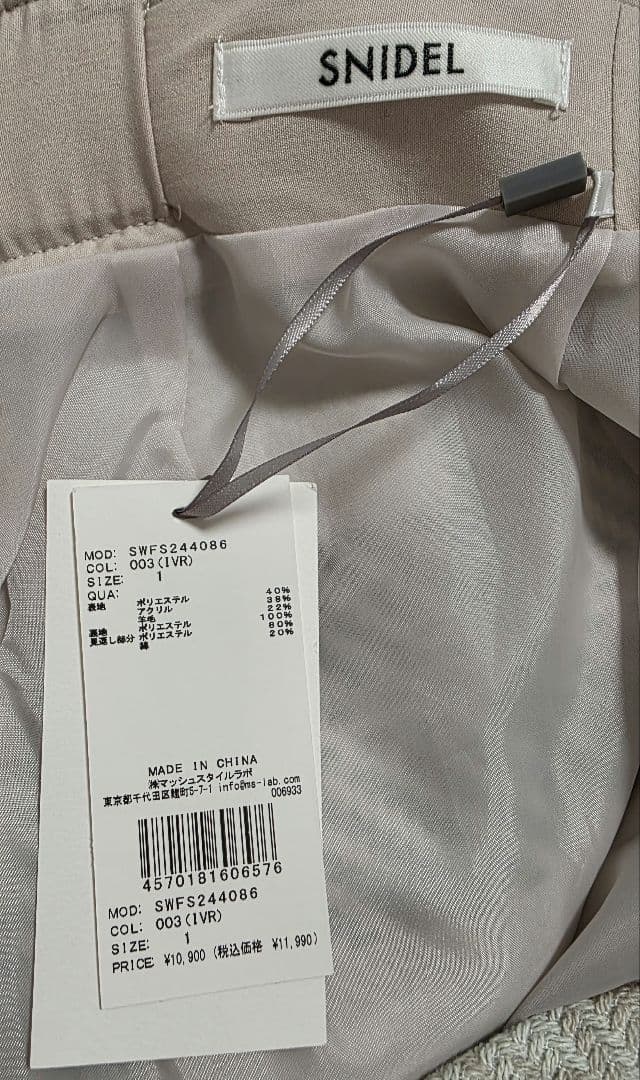 SNIDEL
MOD: SWFS244086
COL: 003(IVR)
SIZE: 1
QUA:
表地 ポリエステル 40%
アクリル 38%
羊毛 22%
裏地 ポリエステル 100%
見返し部分 ポリエステル 80%
綿 20%
MADE IN CHINA
㈱マッシュスタイルラボ
東京都千代田区麹町5-7-1 info@ms-lab.com
006933
4570181606576
MOD: SWFS244086
COL: 003(IVR)
SIZE: 1
PRICE: ¥10,900 (税込価格 ¥11,990)